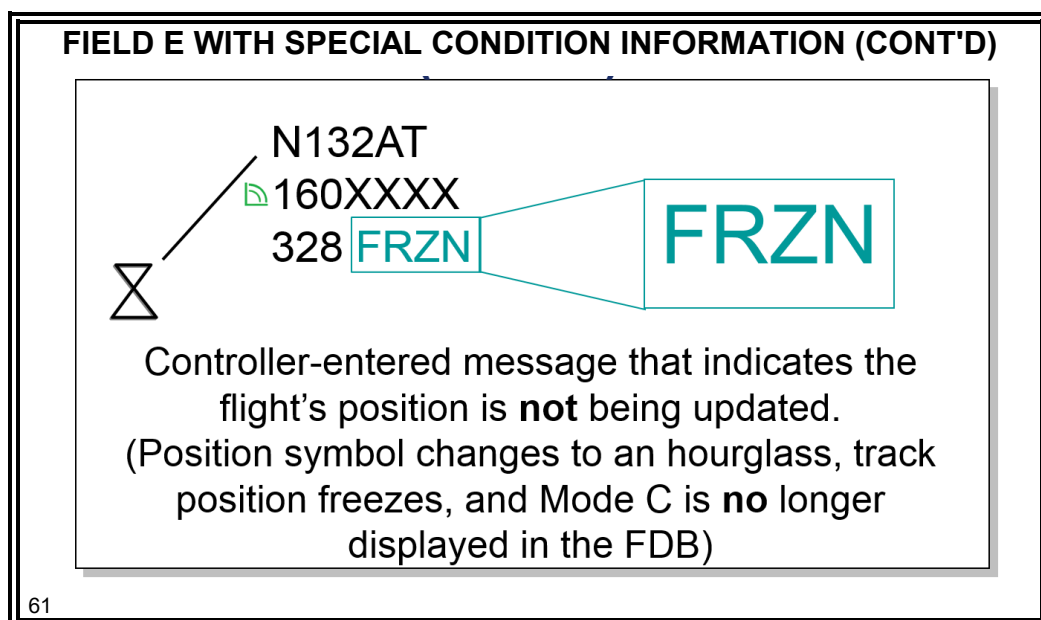 FIELD E WITH SPECIAL CONDITION INFORMATION (CONT'D)
N132AT
160XXXX
328 FRZN
FRZN
Controller-entered message that indicates the
flight’s position is not being updated.
(Position symbol changes to an hourglass, track
position freezes, and Mode C is no longer
displayed in the FDB)
61